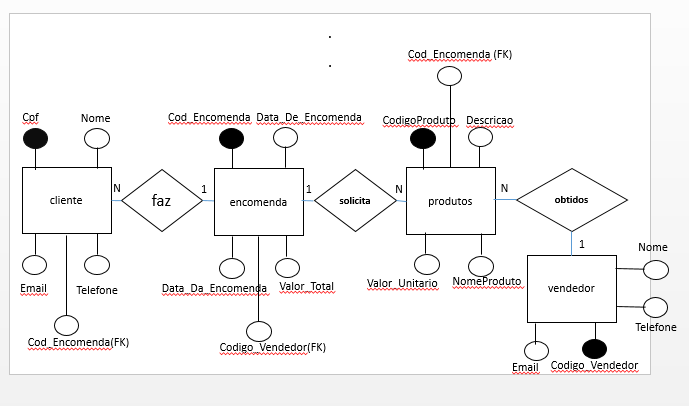 Cod_Encomenda (FK)
Cof
Nome
Cod_Encomenda
Data_De_Encomenda
CodigoProduto
Descricao
cliente
N
faz
1
encomenda
1
solicita
N
produtos
N
obtidos
1
Nome
Email
Telefone
Data_Da_Encomenda
Valor_Total
Valor_Unitario
NomeProduto
vendedor
Telefone
Cod_Encomenda(FK)
Codigo_Vendedor(FK)
Email
Codigo_Vendedor